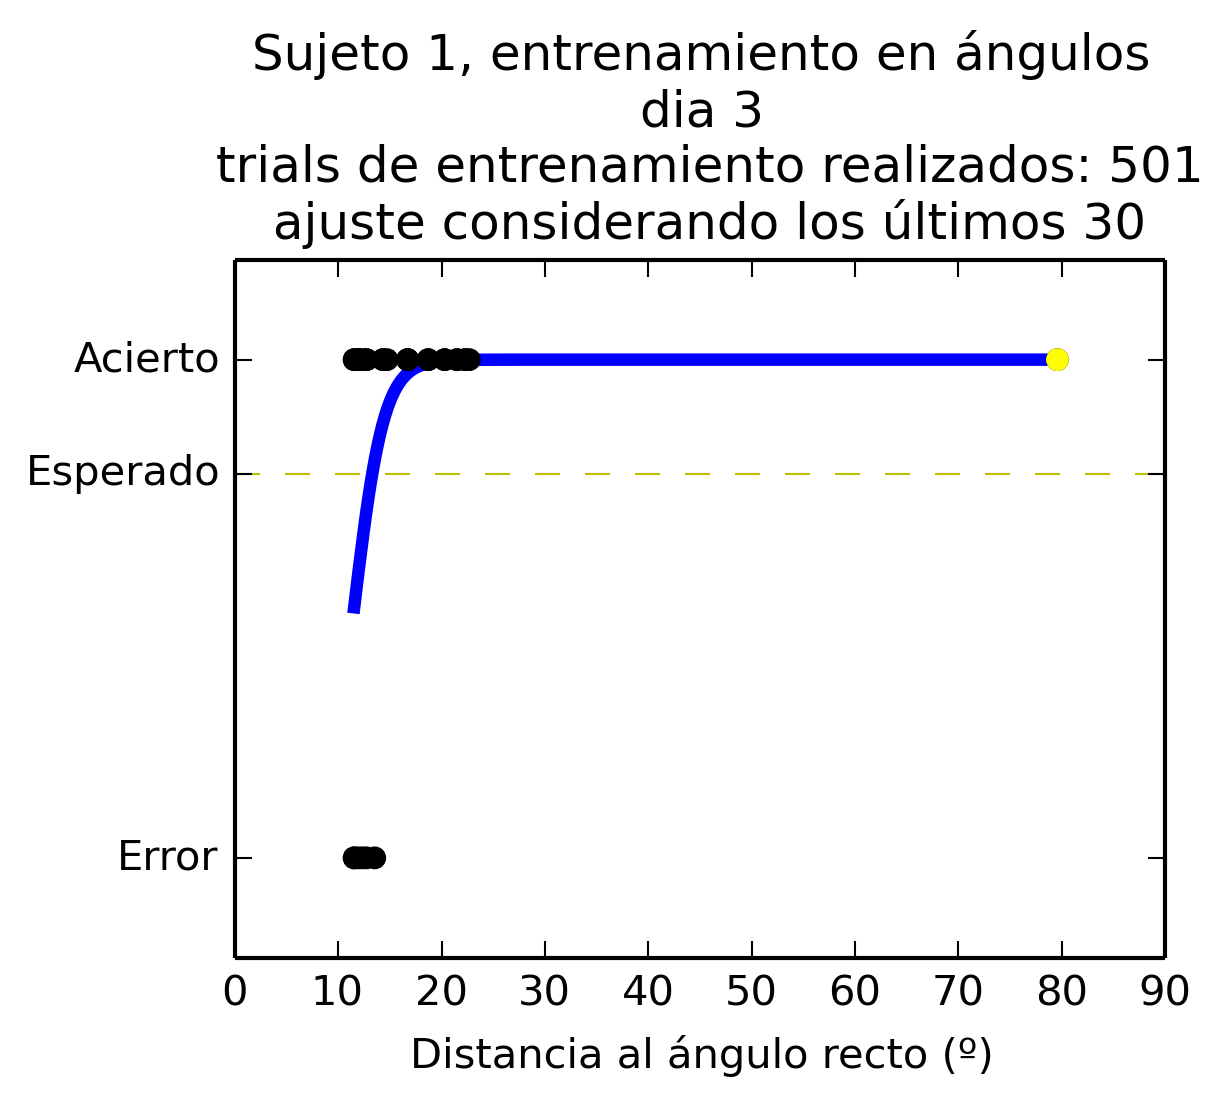 Sujeto 1, entrenamiento en ángulos
dia 3
trials de entrenamiento realizados: 501
ajuste considerando los últimos 30
Acierto
Esperado
Error
0 10 20 30 40 50 60 70 80 90
Distancia al ángulo recto (º)